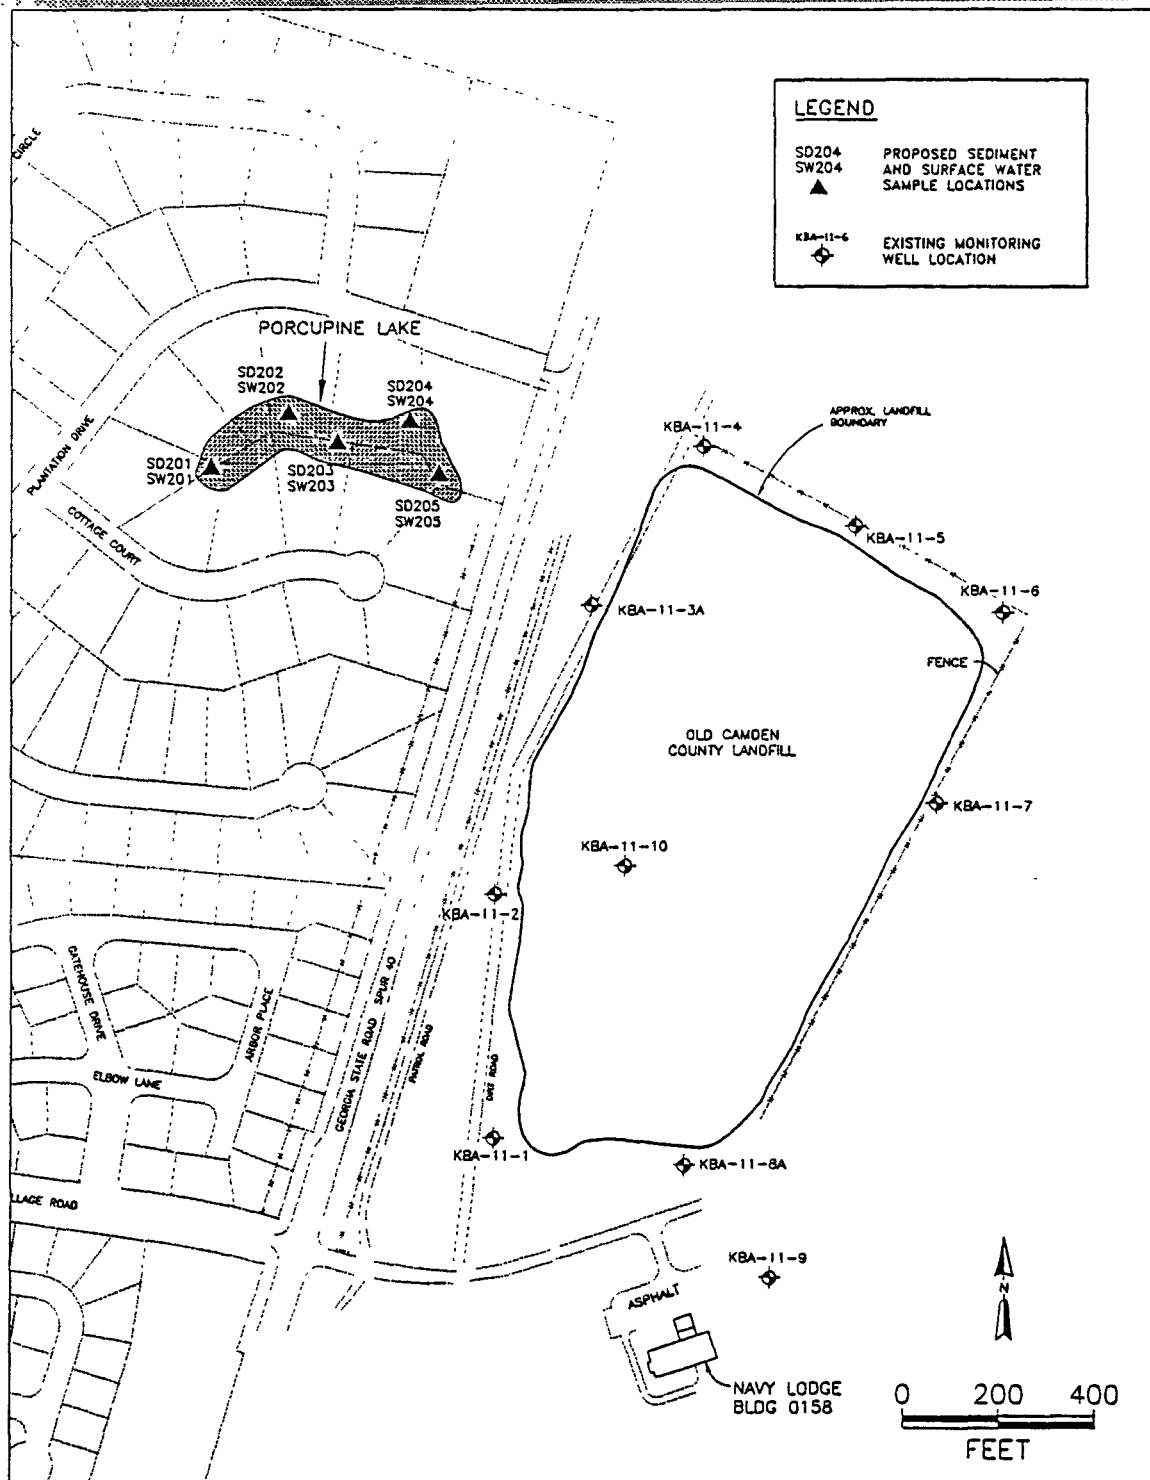 LEGEND
SD204
SW204
PROPOSED SEDIMENT
AND SURFACE WATER
SAMPLE LOCATIONS
KBA-11-6
EXISTING MONITORING
WELL LOCATION
CIRCLE
PORCUPINE LAKE
SD202
SW202
SD204
SW204
SD201
SW201
SD203
SW203
SD205
SW205
PLANTATION DRIVE
COTTAGE COURT
KBA-11-4
APPROX. LANDFILL
BOUNDARY
KBA-11-5
KBA-11-6
KBA-11-3A
FENCE
OLD CAMDEN
COUNTY LANDFILL
KBA-11-7
KBA-11-10
KBA-11-2
GATEHOUSE DRIVE
ARBOR PLACE
ELBOW LANE
GEORGIA STATE ROAD SPUR 40
PATROL ROAD
DIRT ROAD
KBA-11-1
KBA-11-8A
LLAGE ROAD
KBA-11-9
ASPHALT
NAVY LODGE
BLDG 0158
N
0 200 400
FEET